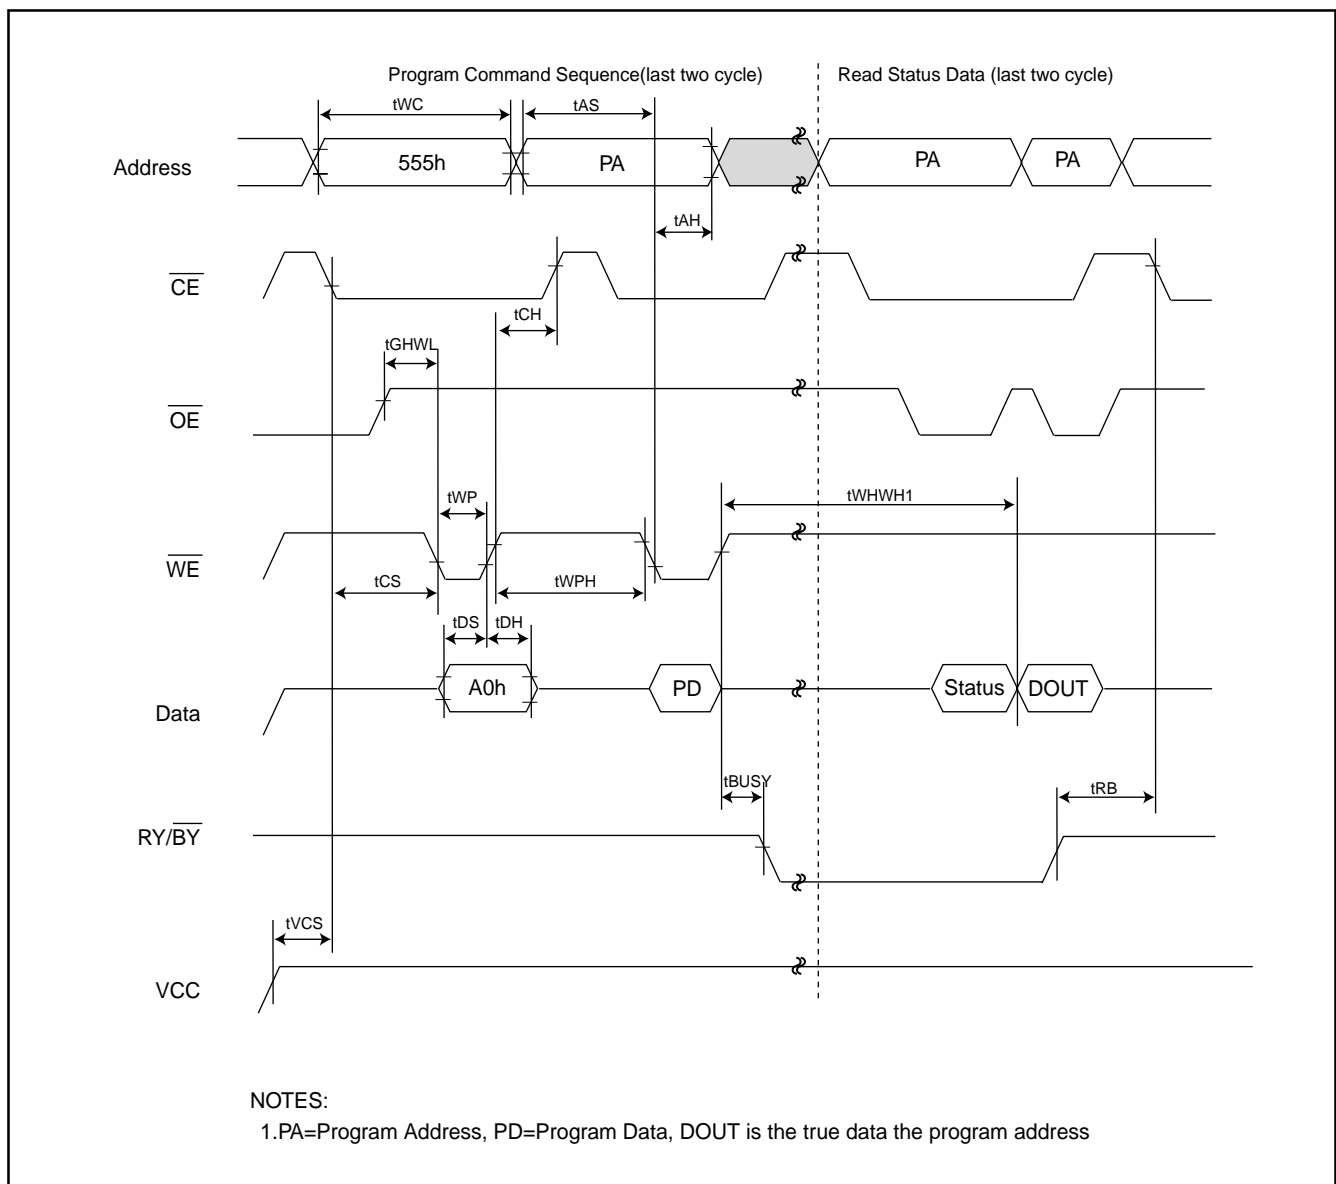 Program Command Sequence(last two cycle) Read Status Data (last two cycle)
tWC tAS
Address 555h PA PA PA
tAH
CE
tCH
tGHWL
OE
tWP tWHWH1
WE
tCS tWPH
tDS tDH
Data A0h PD Status DOUT
tBUSY tRB
RY/BY
tVCS
VCC
NOTES:
1.PA=Program Address, PD=Program Data, DOUT is the true data the program address